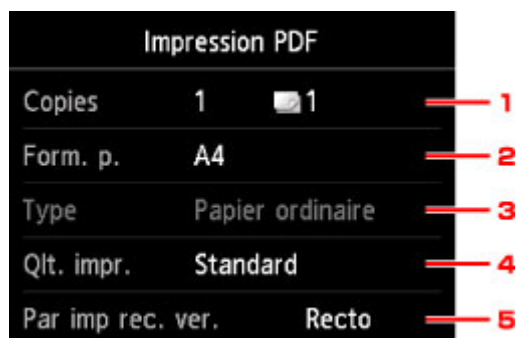 Impression PDF
Copies 1 1 1
Form. p. A4 2
Type Papier ordinaire 3
Qlt. impr. Standard 4
Par imp rec. ver. Recto 5